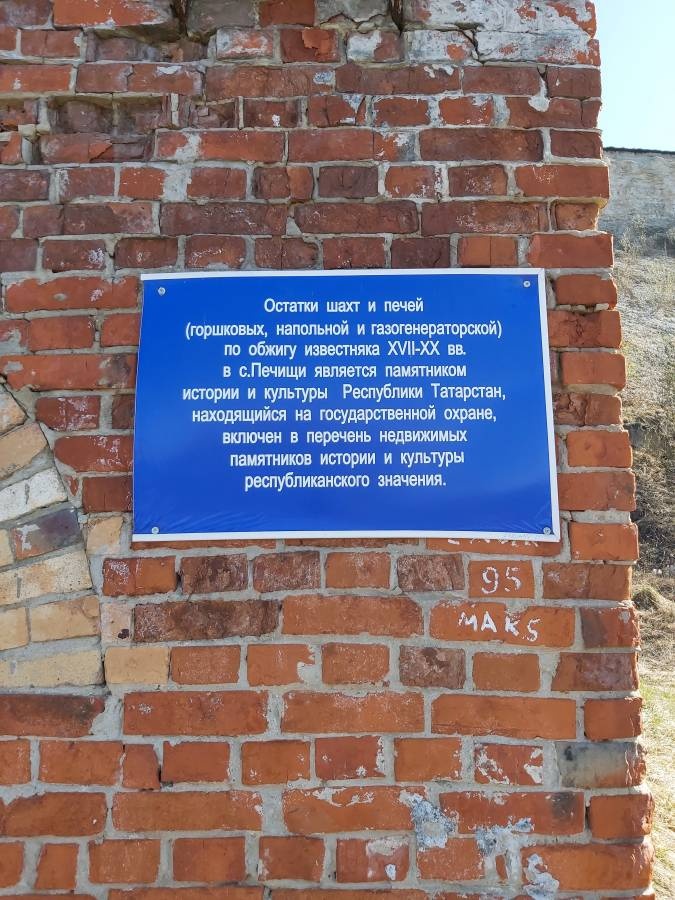 Остатки шахт и печей
(горшковых, напольной и газогенераторской)
по обжигу известняка XVII-XX вв.
в с.Печищи является памятником
истории и культуры Республики Татарстан,
находящийся на государственной охране,
включен в перечень недвижимых
памятников истории и культуры
республиканского значения.
95
MAKS